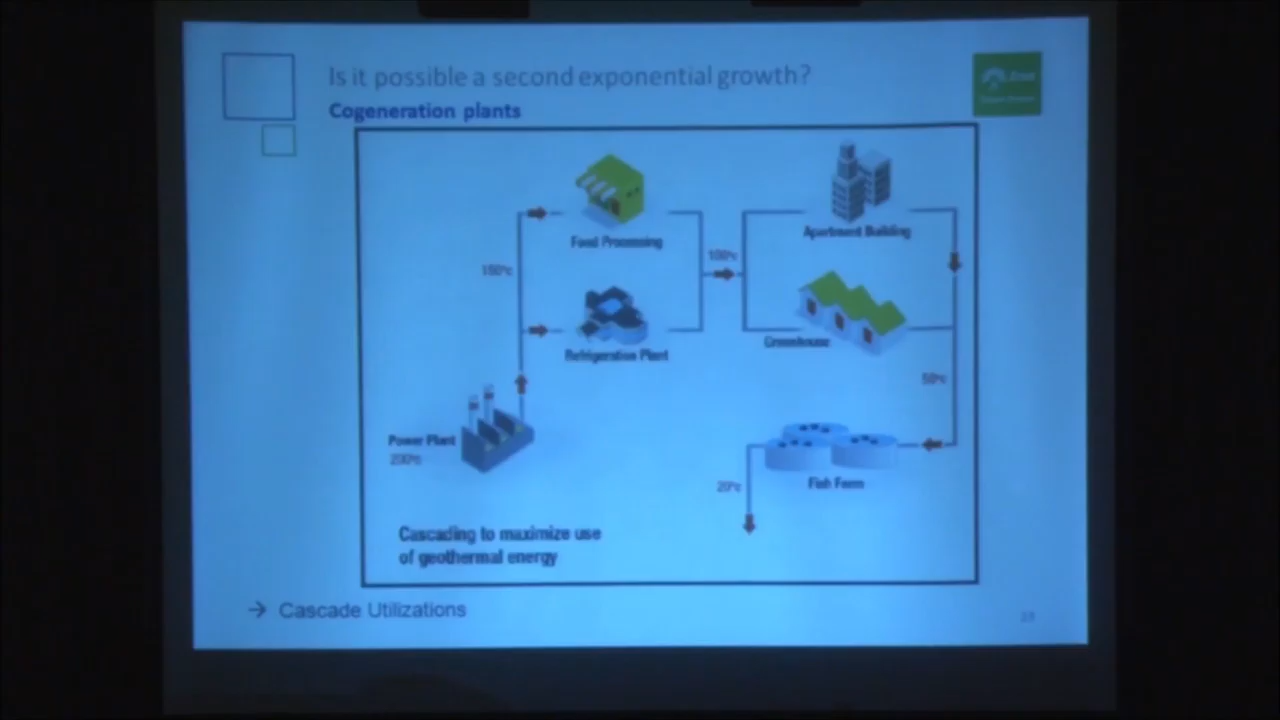 Is it possible a second exponential growth?
Cogeneration plants
Food Processing
Apartment Building
100°c
Refrigeration Plant
Greenhouse
50°c
Power Plant
200°c
20°c
Fish Farm
Cascading to maximize use
of geothermal energy
→ Cascade Utilizations